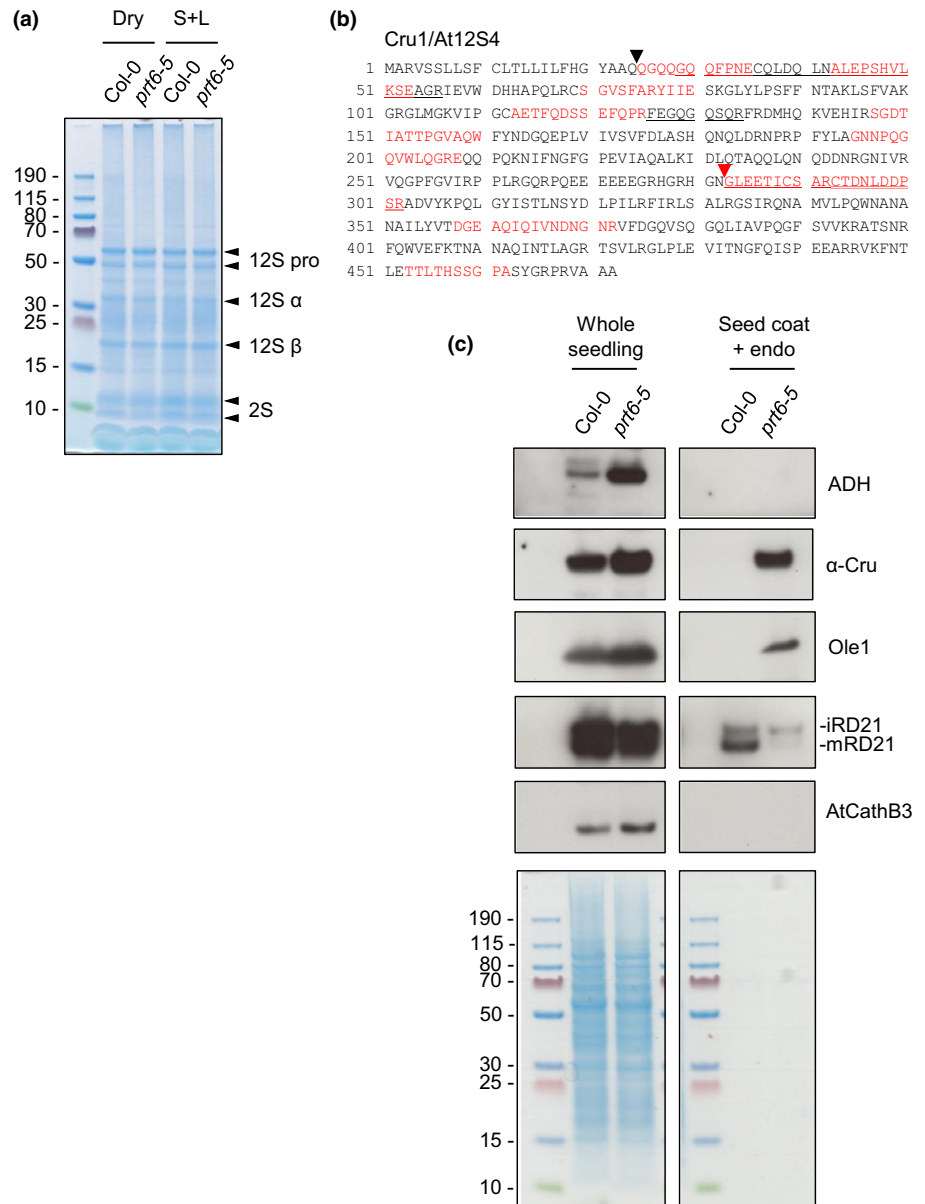 (a)
Dry S+L
Col-0 prt6-5 Col-0 prt6-5
190 -
115 -
80 -
70 -
50 -
30 -
25 -
15 -
10 -
12S pro
12S α
12S β
2S
(b)
Cru1/At12S4
1 MARVSSLLSF CLTLLILFHG YAAQQGQQGQ QFPNECQLDQ LNALEPSHVL
51 KSEAGRIEVW DHHAPQLRCS GVSFARYIIE SKGLYLPSFF NTAKLSFVAK
101 GRGLMGKVIP GCAETFQDSS EFQPRFEGQG QSQRFRDMHQ KVEHIRSGDT
151 IATTPGVAQW FYNDGQEPLV IVSVFDLASH QNQLDRNPRP FYLAGNNPQG
201 QVWLQGREQQ PQKNIFNGFG PEVIAQALKI DLQTAQQLQN QDDNRGNIVR
251 VQGPFGVIRP PLRGQRPQEE EEEEGRHGRH GNGLEETICS ARCTDNLDDP
301 SRADVYKPQL GYISTLNSYD LPILRFIRLS ALRGSIRQNA MVLPQWNANA
351 NAILYVTDGE AQIQIVNDNG NRVFDGQVSQ GQLIAVPQGF SVVKRATSNR
401 FQWVEFKTNA NAQINTLAGR TSVLRGLPLE VITNGFQISP EEARRVKFNT
451 LETTLTHSSG PASYGRPRVA AA
(c)
Whole seedling
Seed coat + endo
Col-0 prt6-5 Col-0 prt6-5
ADH
α-Cru
Ole1
-iRD21
-mRD21
AtCathB3
190 -
115 -
80 -
70 -
50 -
30 -
25 -
15 -
10 -